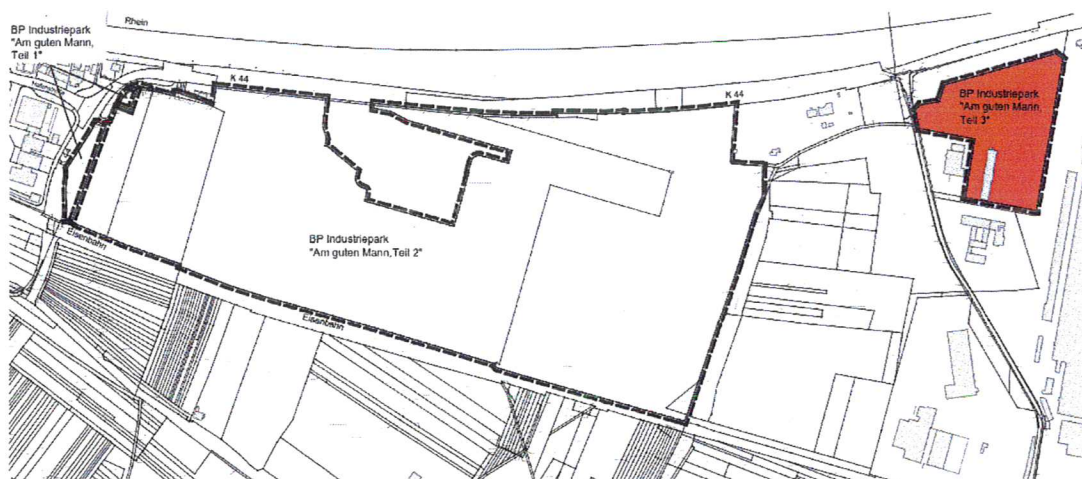 Rhein
BP Industriepark
"Am guten Mann,
Teil 1"
K 44
K 44
BP Industriepark
"Am guten Mann,
Teil 3"
Eisenbahn
BP Industriepark
"Am guten Mann,Teil 2"
Eisenbahn